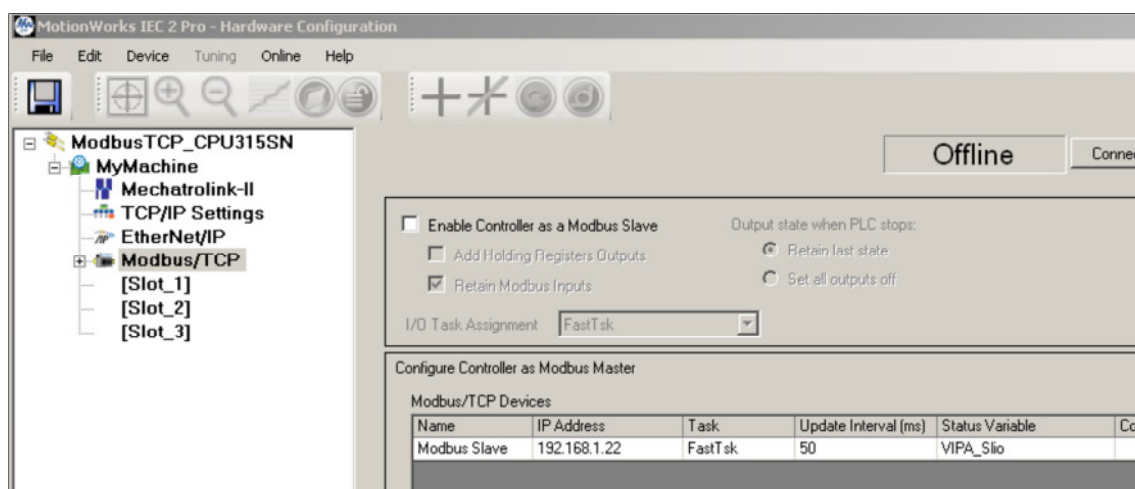 MotionWorks IEC 2 Pro - Hardware Configuration
File Edit Device Tuning Online Help
ModbusTCP_CPU315SN
MyMachine
Mechatrolink-II
TCP/IP Settings
EtherNet/IP
Modbus/TCP
[Slot_1]
[Slot_2]
[Slot_3]
Offline
Enable Controller as a Modbus Slave
Add Holding Registers Outputs
Retain Modbus Inputs
I/O Task Assignment FastTsk
Output state when PLC stops:
Retain last state
Set all outputs off
Configure Controller as Modbus Master
Modbus/TCP Devices
Name IP Address Task Update Interval (ms) Status Variable
Modbus Slave 192.168.1.22 FastTsk 50 VIPA_Slio